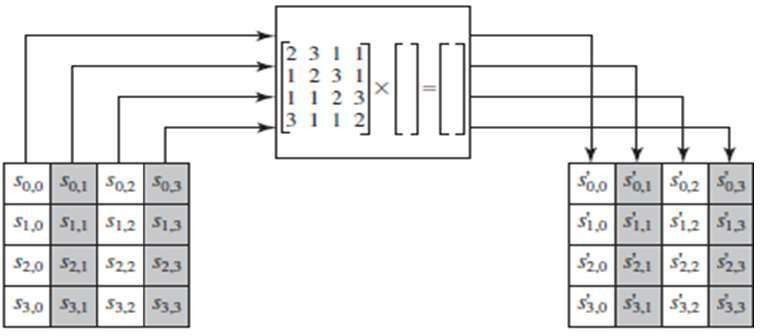 2 3 1 1
1 2 3 1
1 1 2 3
3 1 1 2
× =
s0,0 s0,1 s0,2 s0,3
s1,0 s1,1 s1,2 s1,3
s2,0 s2,1 s2,2 s2,3
s3,0 s3,1 s3,2 s3,3
s'0,0 s'0,1 s'0,2 s'0,3
s'1,0 s'1,1 s'1,2 s'1,3
s'2,0 s'2,1 s'2,2 s'2,3
s'3,0 s'3,1 s'3,2 s'3,3